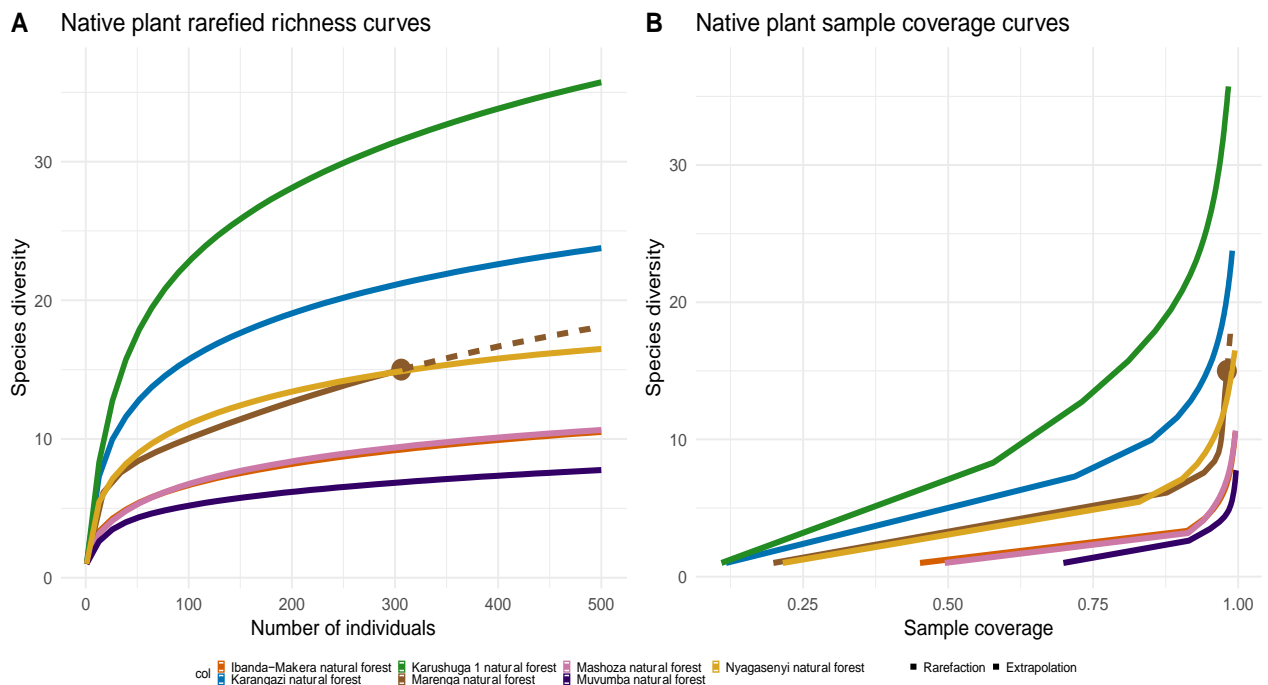 A Native plant rarefied richness curves
Species diversity
30
20
10
0
0 100 200 300 400 500
Number of individuals
B Native plant sample coverage curves
Species diversity
30
20
10
0
0.25 0.50 0.75 1.00
Sample coverage
col
Ibanda−Makera natural forest Karushuga 1 natural forest Mashoza natural forest Nyagasenyi natural forest
Karangazi natural forest Marenga natural forest Muvumba natural forest
Rarefaction Extrapolation